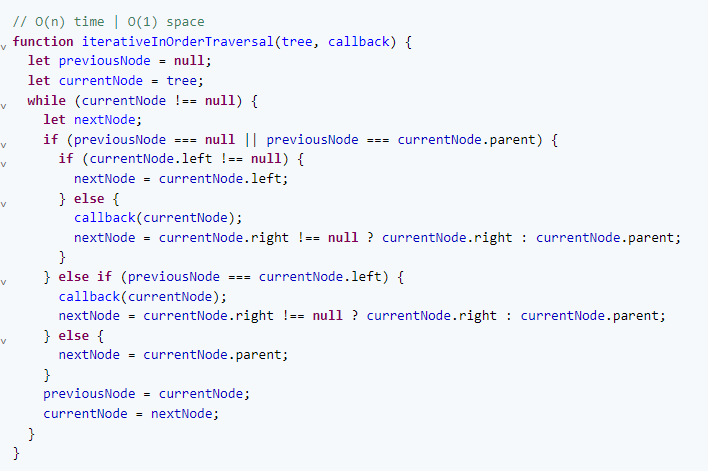 // O(n) time | O(1) space
function iterativeInOrderTraversal(tree, callback) {
  let previousNode = null;
  let currentNode = tree;
  while (currentNode !== null) {
    let nextNode;
    if (previousNode === null || previousNode === currentNode.parent) {
      if (currentNode.left !== null) {
        nextNode = currentNode.left;
      } else {
        callback(currentNode);
        nextNode = currentNode.right !== null ? currentNode.right : currentNode.parent;
      }
    } else if (previousNode === currentNode.left) {
      callback(currentNode);
      nextNode = currentNode.right !== null ? currentNode.right : currentNode.parent;
    } else {
      nextNode = currentNode.parent;
    }
    previousNode = currentNode;
    currentNode = nextNode;
  }
}